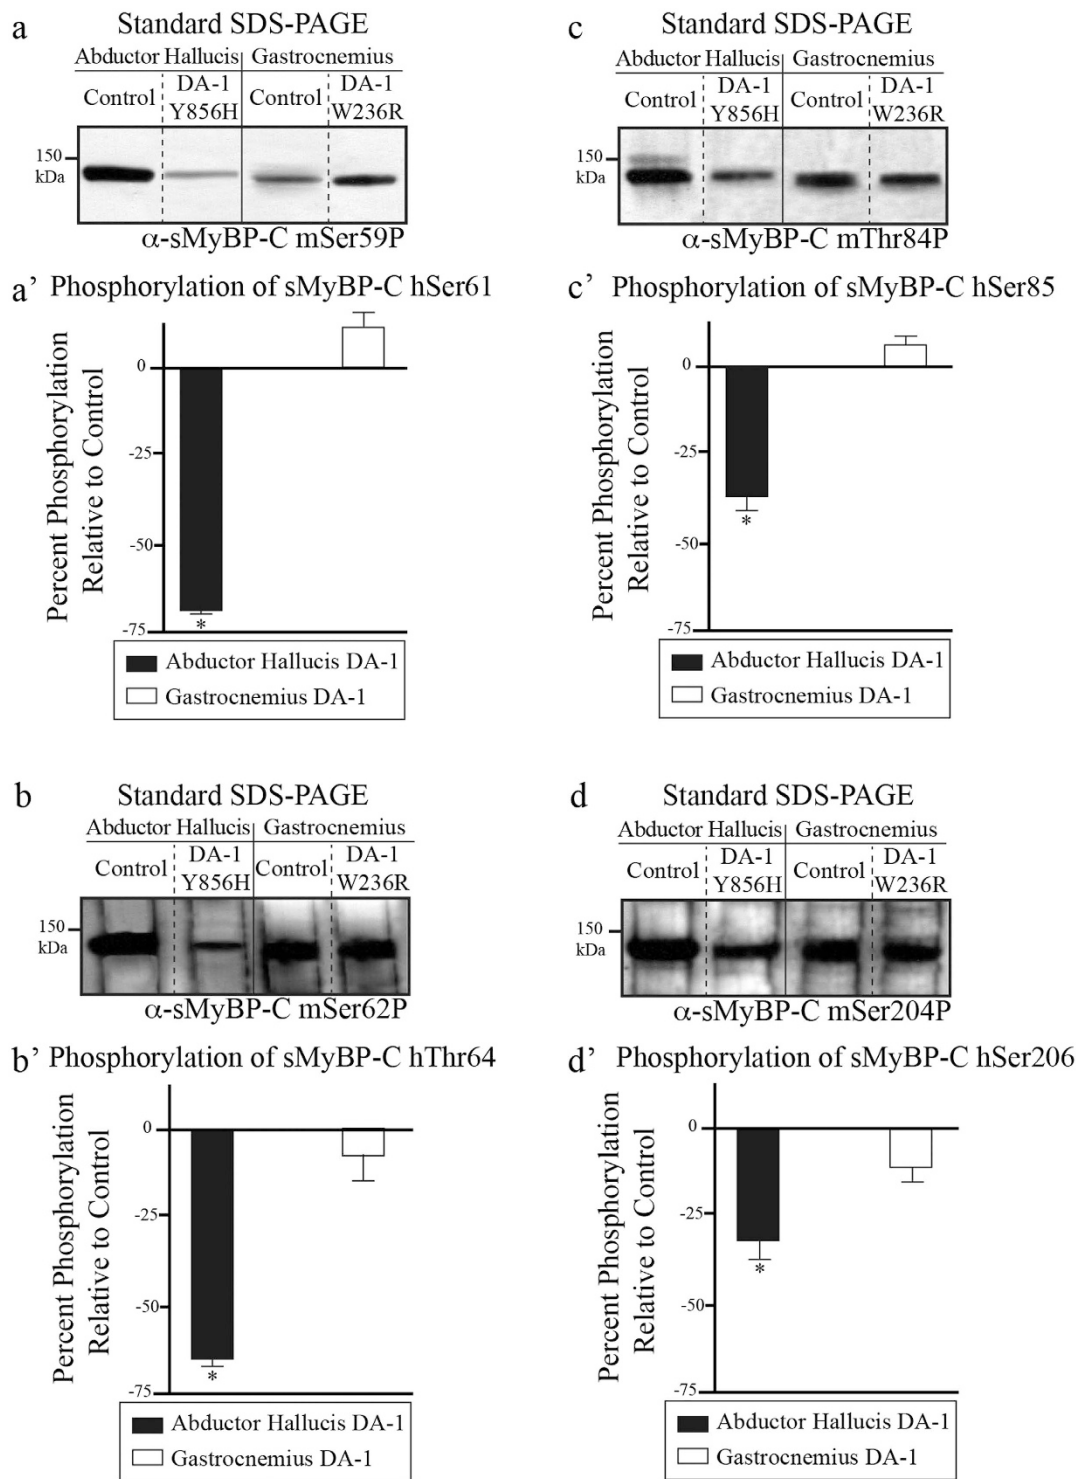 a
Standard SDS-PAGE
Abductor Hallucis Gastrocnemius
Control DA-1 Y856H Control DA-1 W236R
150
kDa
α-sMyBP-C mSer59P
a’ Phosphorylation of sMyBP-C hSer61
Percent Phosphorylation
Relative to Control
0
-25
-50
-75
*
Abductor Hallucis DA-1
Gastrocnemius DA-1
c
Standard SDS-PAGE
Abductor Hallucis Gastrocnemius
Control DA-1 Y856H Control DA-1 W236R
150
kDa
α-sMyBP-C mThr84P
c’ Phosphorylation of sMyBP-C hSer85
Percent Phosphorylation
Relative to Control
0
-25
-50
-75
*
Abductor Hallucis DA-1
Gastrocnemius DA-1
b
Standard SDS-PAGE
Abductor Hallucis Gastrocnemius
Control DA-1 Y856H Control DA-1 W236R
150
kDa
α-sMyBP-C mSer62P
b’ Phosphorylation of sMyBP-C hThr64
Percent Phosphorylation
Relative to Control
0
-25
-50
-75
*
Abductor Hallucis DA-1
Gastrocnemius DA-1
d
Standard SDS-PAGE
Abductor Hallucis Gastrocnemius
Control DA-1 Y856H Control DA-1 W236R
150
kDa
α-sMyBP-C mSer204P
d’ Phosphorylation of sMyBP-C hSer206
Percent Phosphorylation
Relative to Control
0
-25
-50
-75
*
Abductor Hallucis DA-1
Gastrocnemius DA-1